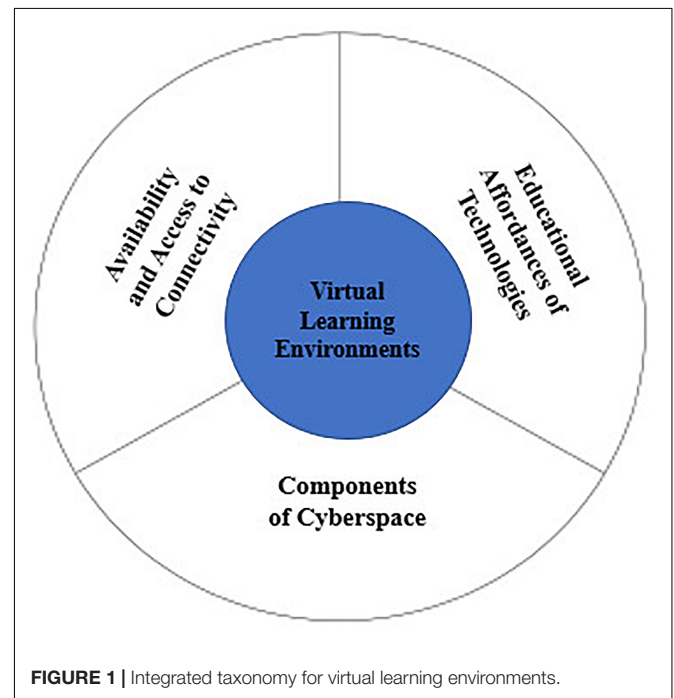 Availability
and Access to
Connectivity
Educational
Affordances of
Technologies
Virtual
Learning
Environments
Components
of Cyberspace
FIGURE 1 | Integrated taxonomy for virtual learning environments.